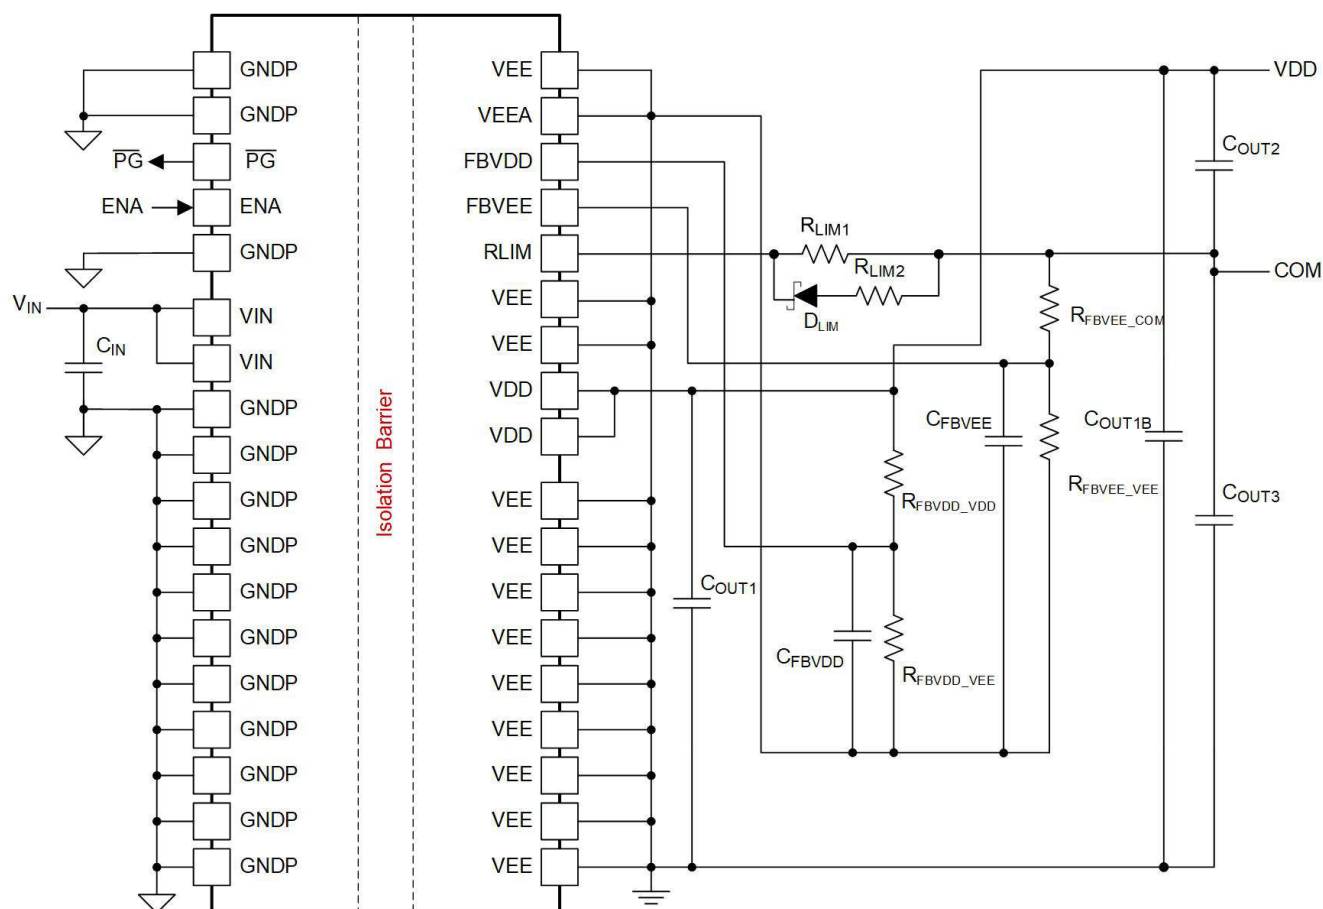 GNDP
VEE
VDD
GNDP
VEEA
PG
PG
FBVDD
COUT2
ENA
ENA
FBVEE
RLIM1
GNDP
RLIM
RLIM2
COM
VIN
VIN
VEE
DLIM
RFBVEE_COM
CIN
VIN
VEE
GNDP
VDD
Isolation Barrier
CFBVEE
COUT1B
GNDP
VDD
RFBVEE_VEE
GNDP
VEE
RFBVDD_VDD
COUT3
GNDP
VEE
GNDP
VEE
COUT1
GNDP
VEE
CFBVDD
RFBVDD_VEE
GNDP
VEE
GNDP
VEE
GNDP
VEE
GNDP
VEE
GNDP
VEE